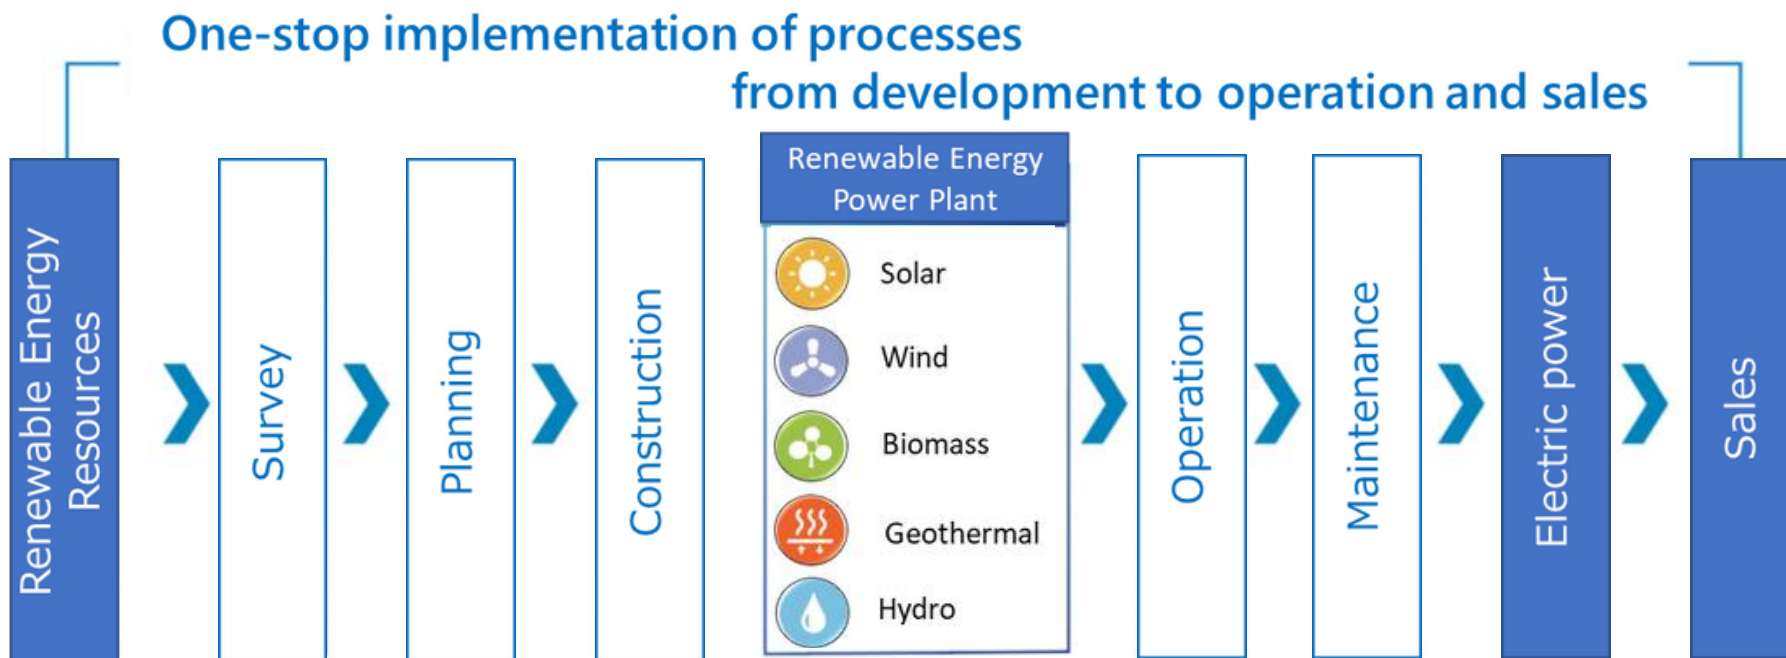 One-stop implementation of processes
from development to operation and sales
Renewable Energy
Resources
Survey
Planning
Construction
Renewable Energy
Power Plant
Solar
Wind
Biomass
Geothermal
Hydro
Operation
Maintenance
Electric power
Sales